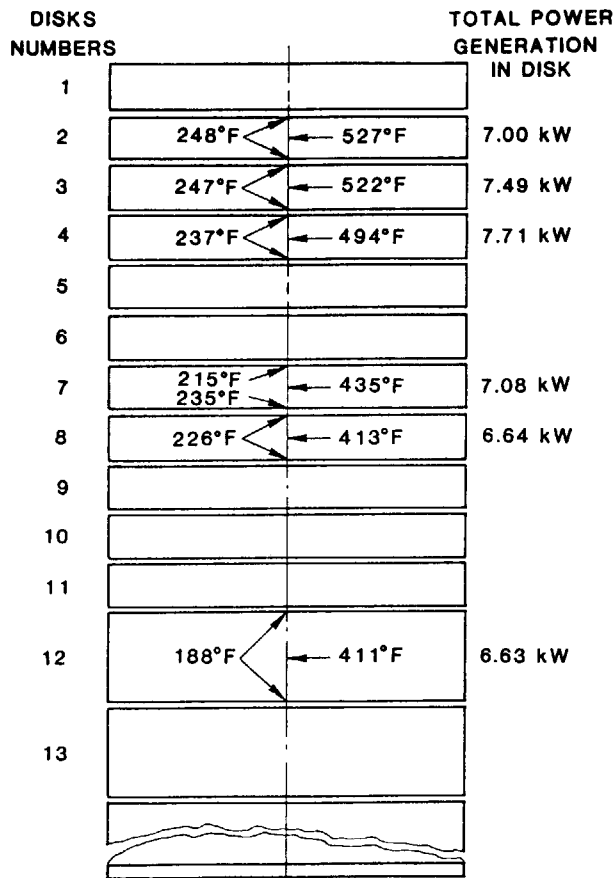 DISKS NUMBERS
TOTAL POWER GENERATION IN DISK
1
2 248°F 527°F 7.00 kW
3 247°F 522°F 7.49 kW
4 237°F 494°F 7.71 kW
5
6
7 215°F 235°F 435°F 7.08 kW
8 226°F 413°F 6.64 kW
9
10
11
12 188°F 411°F 6.63 kW
13